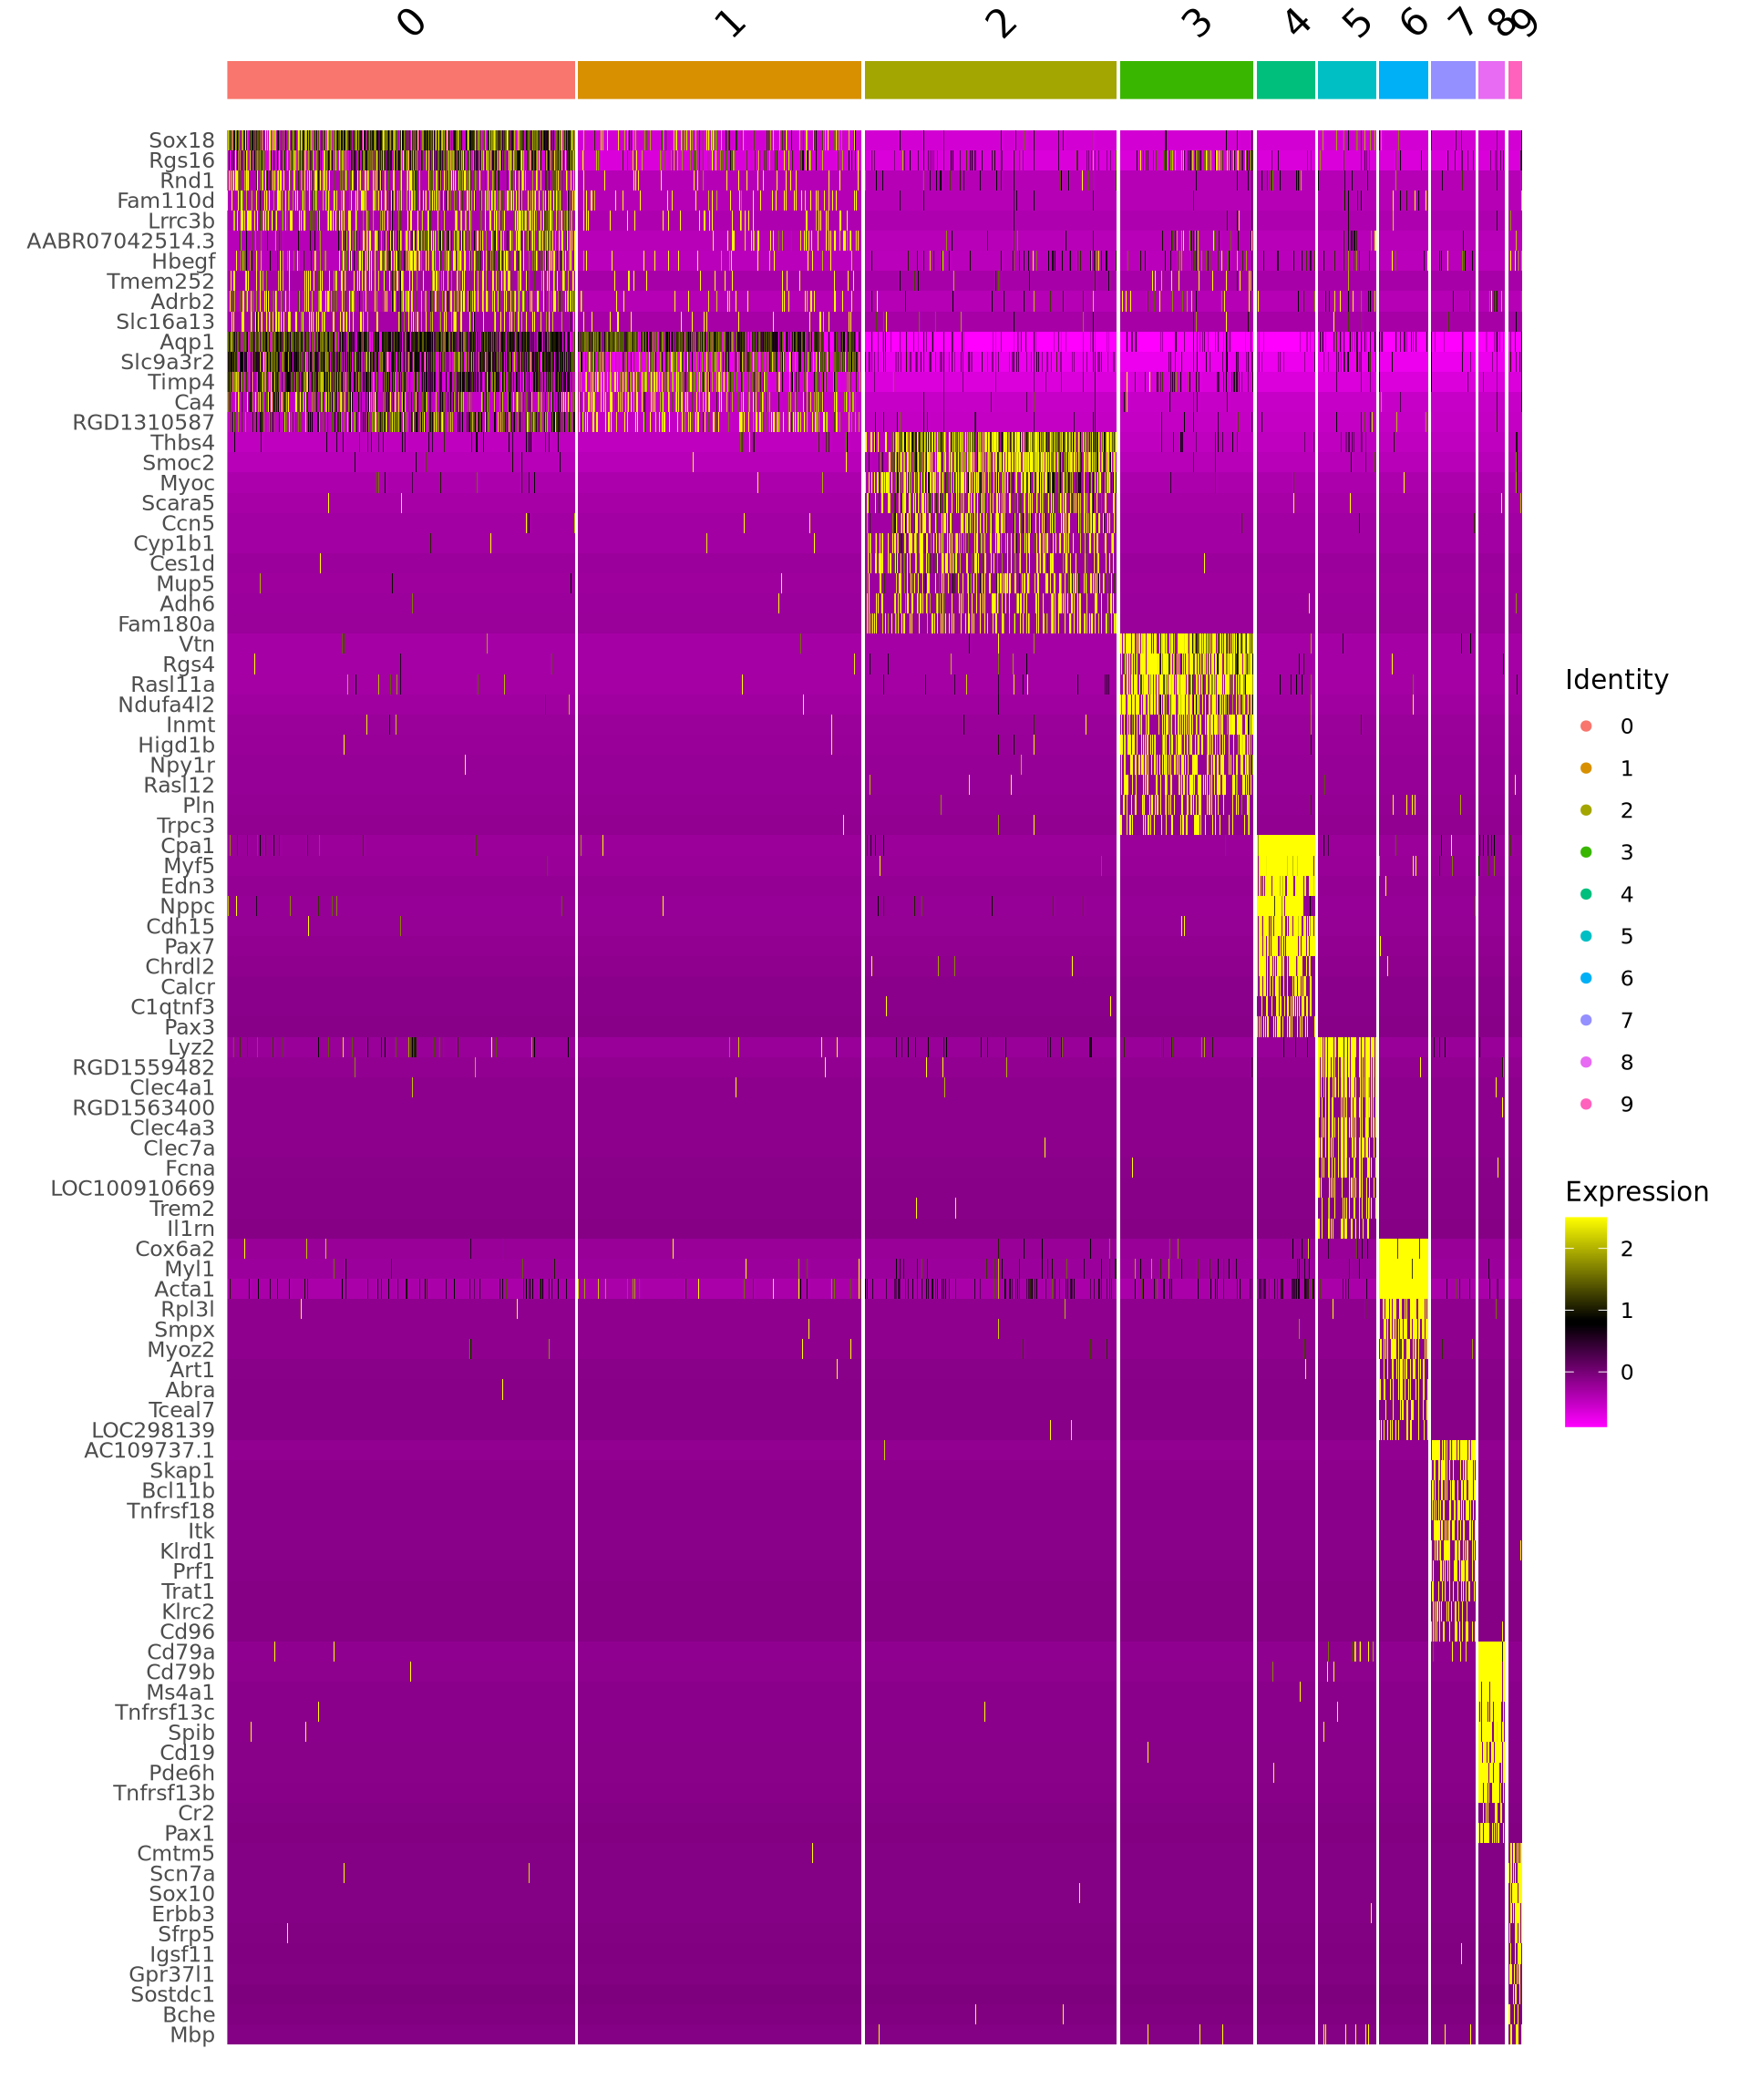 0 1 2 3 4 5 6 7 8 9
Sox18
Rgs16
Rnd1
Fam110d
Lrrc3b
AABR07042514.3
Hbegf
Tmem252
Adrb2
Slc16a13
Aqp1
Slc9a3r2
Timp4
Ca4
RGD1310587
Thbs4
Smoc2
Myoc
Scara5
Ccn5
Cyp1b1
Ces1d
Mup5
Adh6
Fam180a
Vtn
Rgs4
Rasl11a
Ndufa4l2
Inmt
Higd1b
Npy1r
Rasl12
Pln
Trpc3
Cpa1
Myf5
Edn3
Nppc
Cdh15
Pax7
Chrdl2
Calcr
C1qtnf3
Pax3
Lyz2
RGD1559482
Clec4a1
RGD1563400
Clec4a3
Clec7a
Fcna
LOC100910669
Trem2
Il1rn
Cox6a2
Myl1
Acta1
Rpl3l
Smpx
Myoz2
Art1
Abra
Tceal7
LOC298139
AC109737.1
Skap1
Bcl11b
Tnfrsf18
Itk
Klrd1
Prf1
Trat1
Klrc2
Cd96
Cd79a
Cd79b
Ms4a1
Tnfrsf13c
Spib
Cd19
Pde6h
Tnfrsf13b
Cr2
Pax1
Cmtm5
Scn7a
Sox10
Erbb3
Sfrp5
Igsf11
Gpr37l1
Sostdc1
Bche
Mbp
Identity
0
1
2
3
4
5
6
7
8
9
Expression
2
1
0